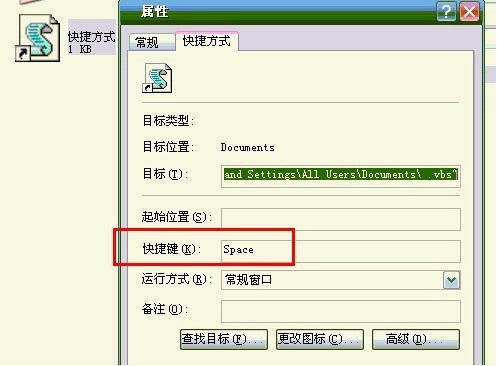 属性
快捷方式
1 KB
常规
快捷方式
目标类型:
目标位置: Documents
目标(T): and Settings\All Users\Documents\ .vbs"
起始位置(S):
快捷键(K): Space
运行方式(R): 常规窗口
备注(O):
查找目标(F)... 更改图标(C)... 高级(D)...